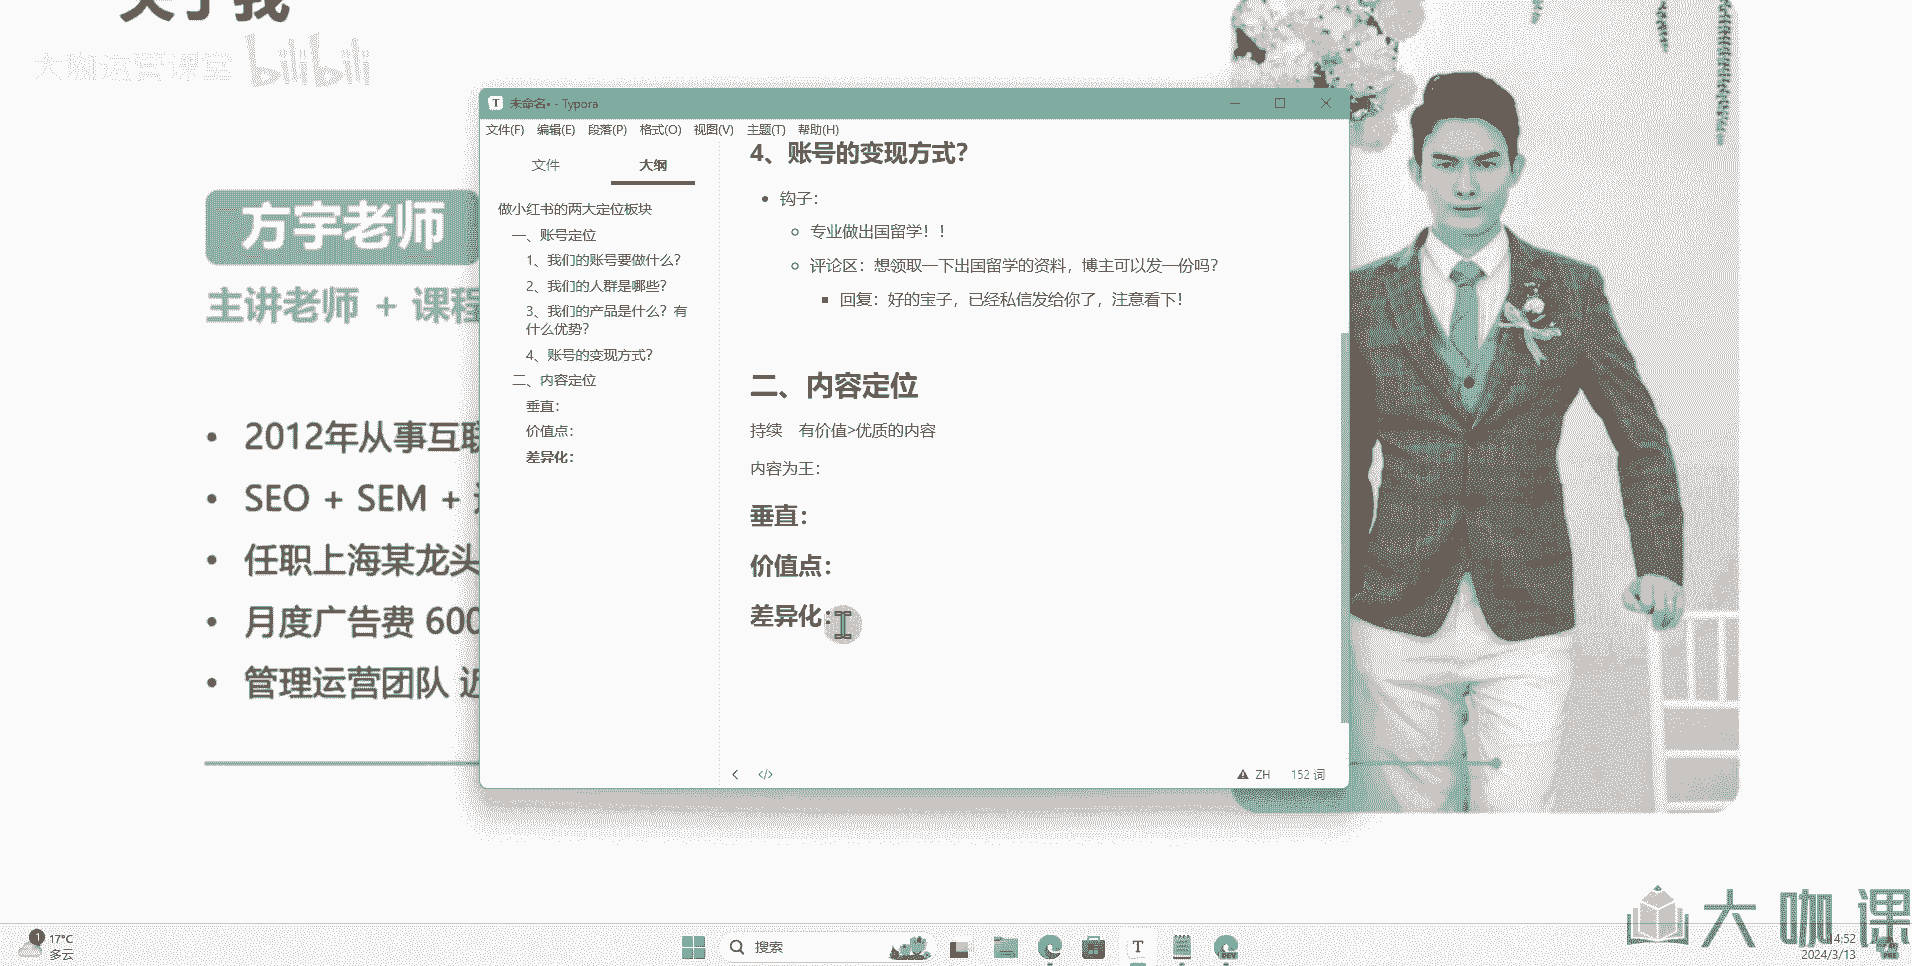 关于我
大咖运营课堂 bilibili
方宇老师
主讲老师 + 课程
• 2012年从事互联
• SEO + SEM +
• 任职上海某龙头
• 月度广告费 600
• 管理运营团队 近
未命名• - Typora
文件(F) 编辑(E) 段落(P) 格式(O) 视图(V) 主题(T) 帮助(H)
文件 大纲
做小红书的两大定位板块
一、账号定位
1、我们的账号要做什么？
2、我们的人群是哪些？
3、我们的产品是什么？有
什么优势？
4、账号的变现方式？
二、内容定位
垂直：
价值点：
差异化：
4、账号的变现方式？
• 钩子：
专业做出国留学！！
评论区：想领取一下出国留学的资料，博主可以发一份吗？
回复：好的宝子，已经私信发给你了，注意看下！
二、内容定位
持续 有价值>优质的内容
内容为王：
垂直：
价值点：
差异化：
</> ZH 152 词
大咖课
1 17°C
多云
搜索
T
DEV
14:52
2024/3/13
PRE